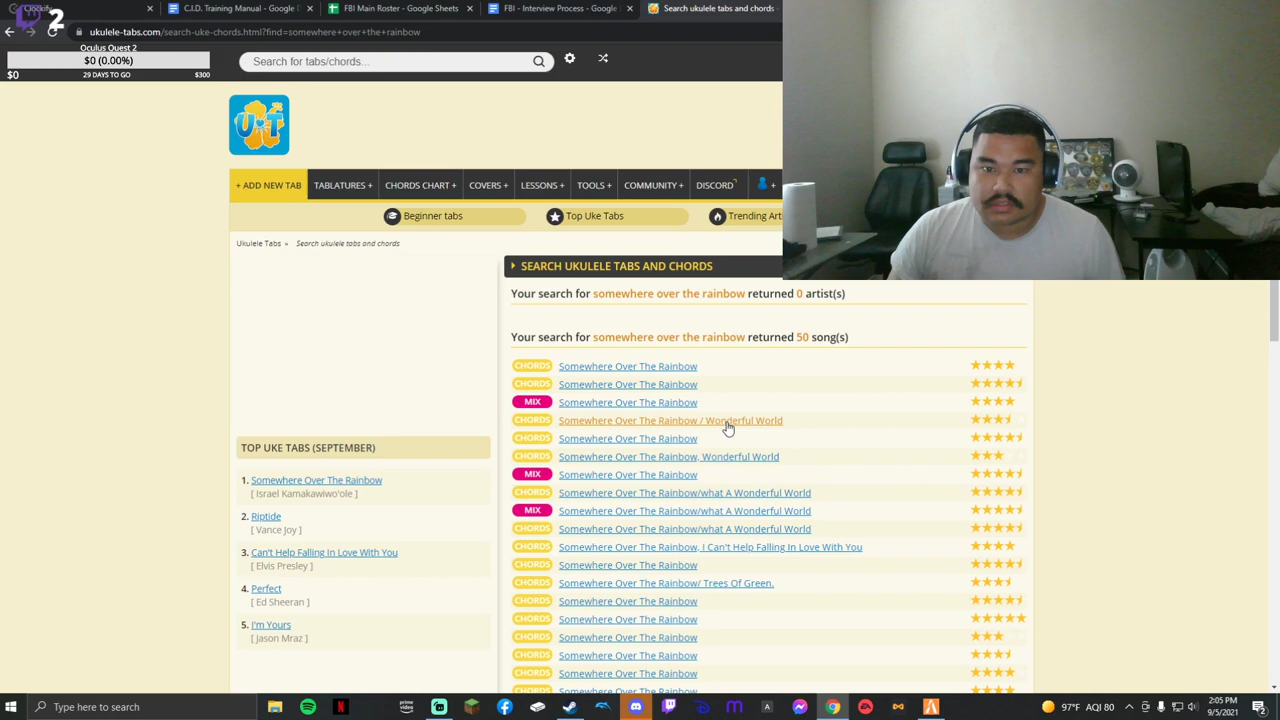 Clockify
C.I.D. Training Manual - Google
FBI Main Roster - Google Sheets
FBI - Interview Process - Google
Somewhere Over The Rainbow uk
2
ukulele-tabs.com/search-uke-chords.html?find=somewhere+over+the+rainbow
Oculus Quest 2
$0 (0.00%)
$0 29 DAYS TO GO $300
Search for tabs/chords...
U T
+ ADD NEW TAB TABLATURES + CHORDS CHART + COVERS + LESSONS + TOOLS + COMMUNITY + DISCORD +
Beginner tabs Top Uke Tabs Trending Art
Ukulele Tabs » Search ukulele tabs and chords
SEARCH UKULELE TABS AND CHORDS
Your search for somewhere over the rainbow returned 0 artist(s)
Your search for somewhere over the rainbow returned 50 song(s)
CHORDS Somewhere Over The Rainbow
CHORDS Somewhere Over The Rainbow
MIX Somewhere Over The Rainbow
CHORDS Somewhere Over The Rainbow / Wonderful World
CHORDS Somewhere Over The Rainbow
CHORDS Somewhere Over The Rainbow, Wonderful World
MIX Somewhere Over The Rainbow
CHORDS Somewhere Over The Rainbow/what A Wonderful World
MIX Somewhere Over The Rainbow/what A Wonderful World
CHORDS Somewhere Over The Rainbow/what A Wonderful World
CHORDS Somewhere Over The Rainbow, I Can't Help Falling In Love With You
CHORDS Somewhere Over The Rainbow
CHORDS Somewhere Over The Rainbow/ Trees Of Green.
CHORDS Somewhere Over The Rainbow
CHORDS Somewhere Over The Rainbow
CHORDS Somewhere Over The Rainbow
CHORDS Somewhere Over The Rainbow
CHORDS Somewhere Over The Rainbow
CHORDS Somewhere Over The Rainbow
TOP UKE TABS (SEPTEMBER)
1. Somewhere Over The Rainbow
[ Israel Kamakawiwo'ole ]
2. Riptide
[ Vance Joy ]
3. Can't Help Falling In Love With You
[ Elvis Presley ]
4. Perfect
[ Ed Sheeran ]
5. I'm Yours
[ Jason Mraz ]
Type here to search
prime video
97°F AQI 80
2:05 PM
9/5/2021